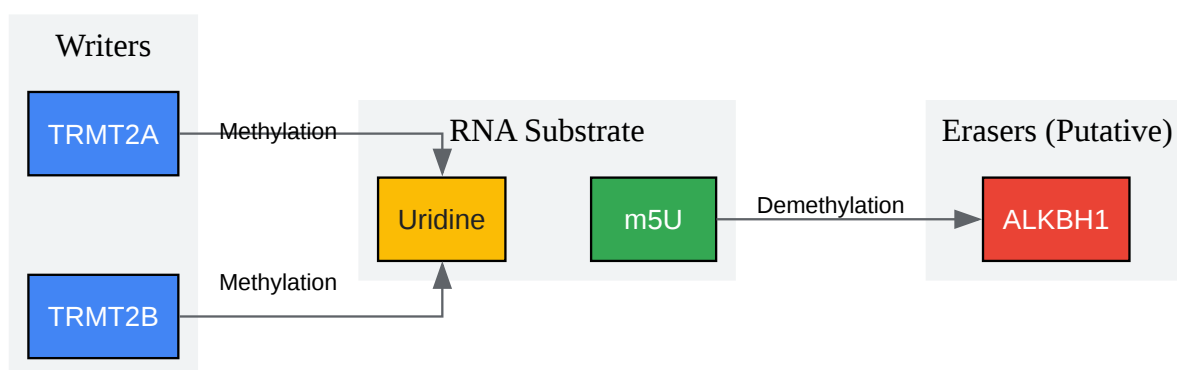 Writers
TRMT2A
Methylation
RNA Substrate
Erasers (Putative)
Uridine
m5U
Demethylation
ALKBH1
Methylation
TRMT2B